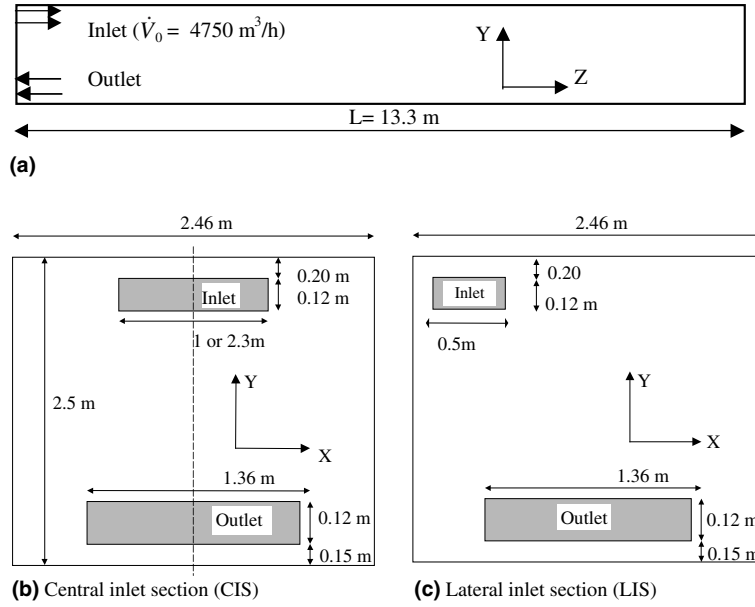 Inlet (V̇₀ = 4750 m³/h)
Outlet
Y
Z
L= 13.3 m
(a)
2.46 m
0.20 m
0.12 m
Inlet
1 or 2.3m
2.5 m
Y
X
1.36 m
Outlet
0.12 m
0.15 m
(b) Central inlet section (CIS)
2.46 m
0.20
0.12 m
Inlet
0.5m
Y
X
1.36 m
Outlet
0.12 m
0.15 m
(c) Lateral inlet section (LIS)